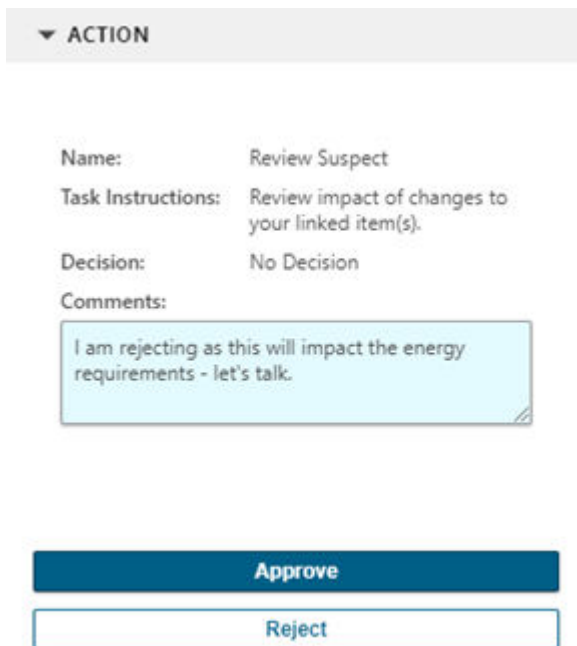 ACTION
Name: Review Suspect
Task Instructions: Review impact of changes to
your linked item(s).
Decision: No Decision
Comments:
I am rejecting as this will impact the energy
requirements - let's talk.
Approve
Reject